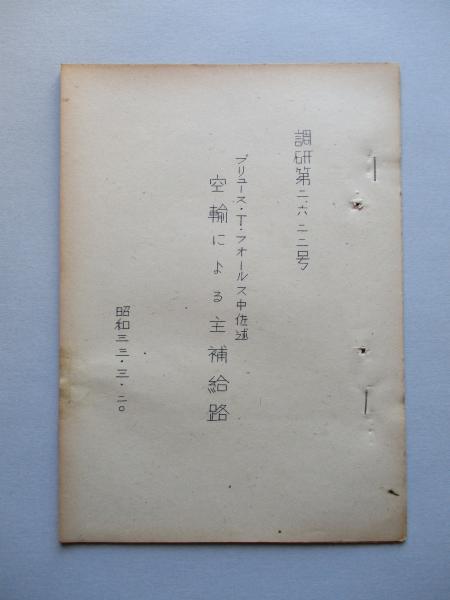 調研第二六二二号
ブリュース・T・フォールス中佐述
空輸による主補給路
昭和三三・三・二〇